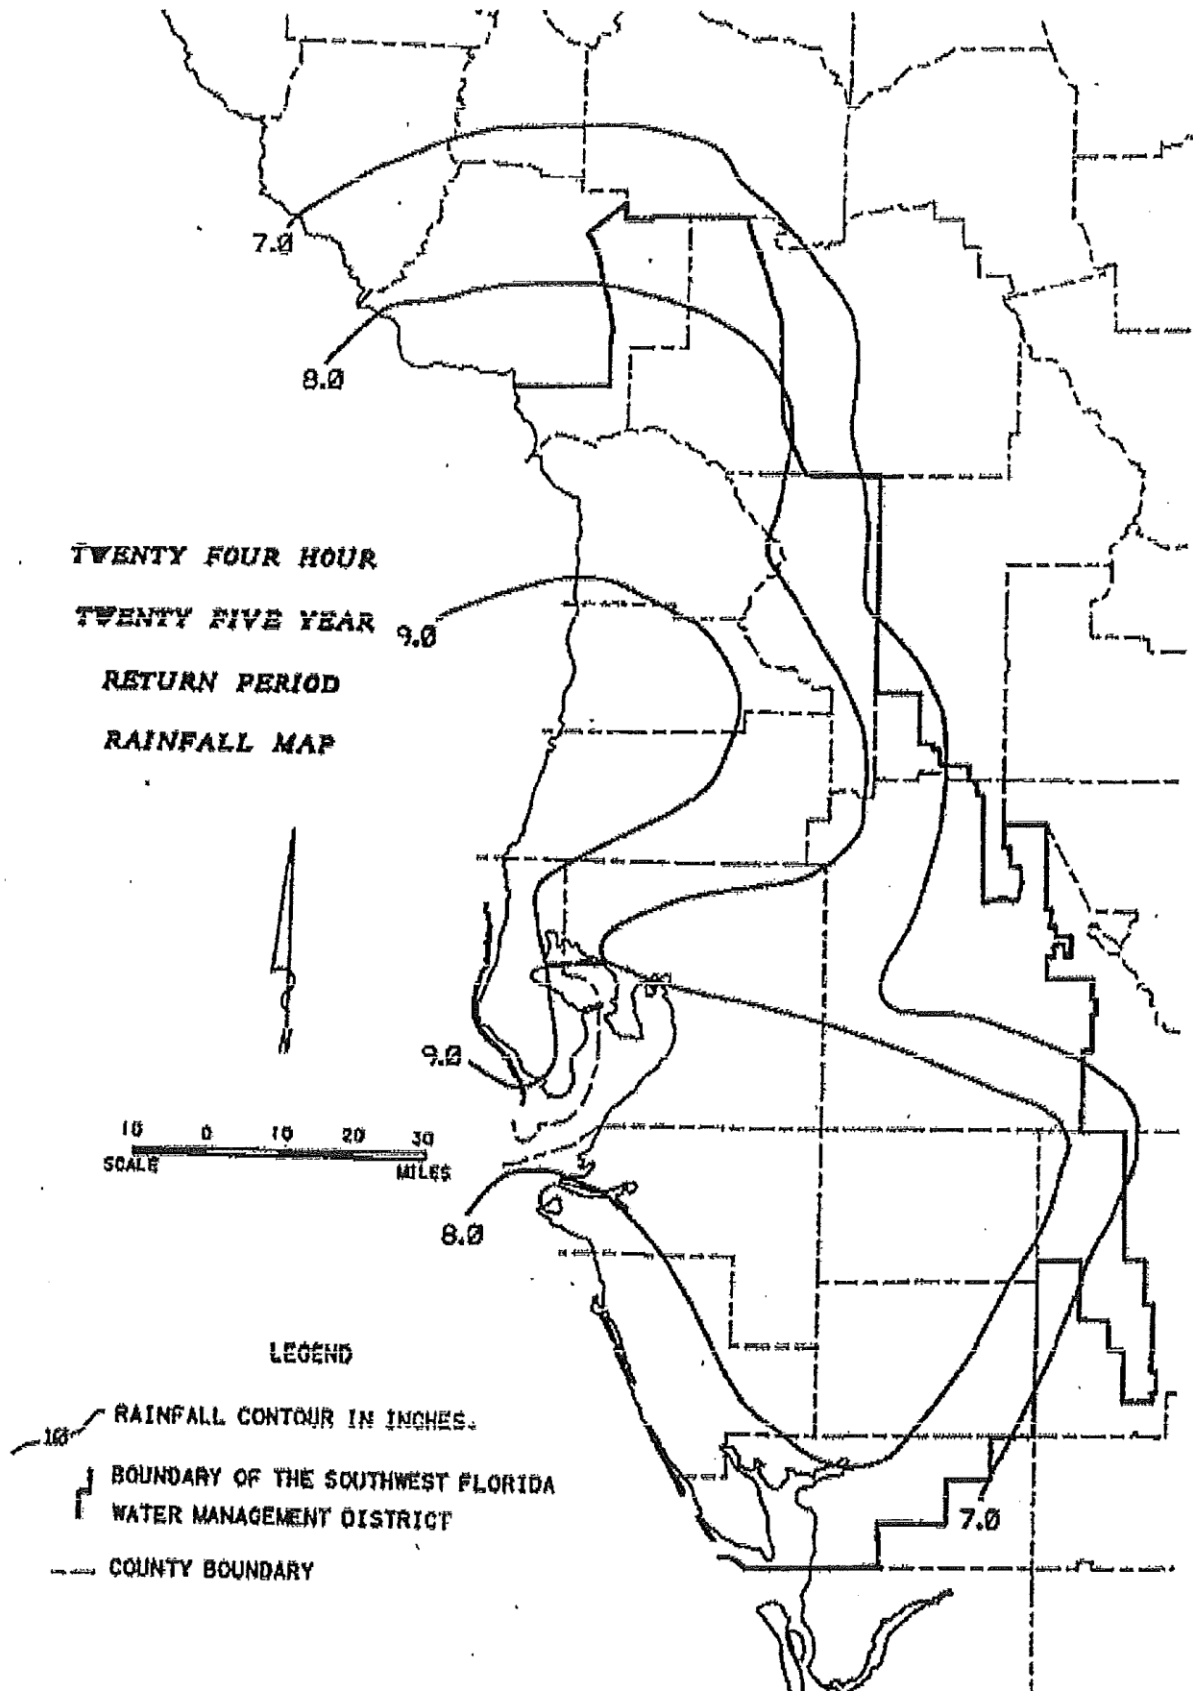 7.0
8.0
TWENTY FOUR HOUR
TWENTY FIVE YEAR
9.0
RETURN PERIOD
RAINFALL MAP
N
9.0
10 0 10 20 30
SCALE MILES
8.0
LEGEND
10 RAINFALL CONTOUR IN INCHES.
BOUNDARY OF THE SOUTHWEST FLORIDA
WATER MANAGEMENT DISTRICT
7.0
COUNTY BOUNDARY